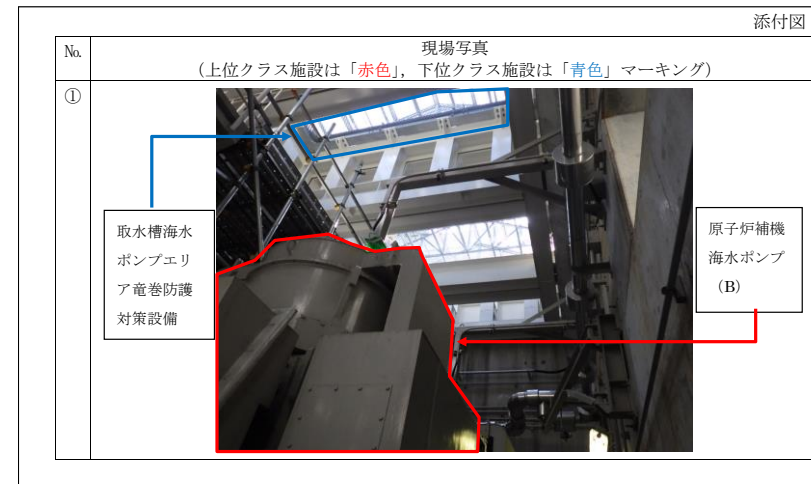 添付図
№ 現場写真
（上位クラス施設は「赤色」，下位クラス施設は「青色」マーキング）
①
取水槽海水
ポンプエリ
ア竜巻防護
対策設備
原子炉補機
海水ポンプ
（B）